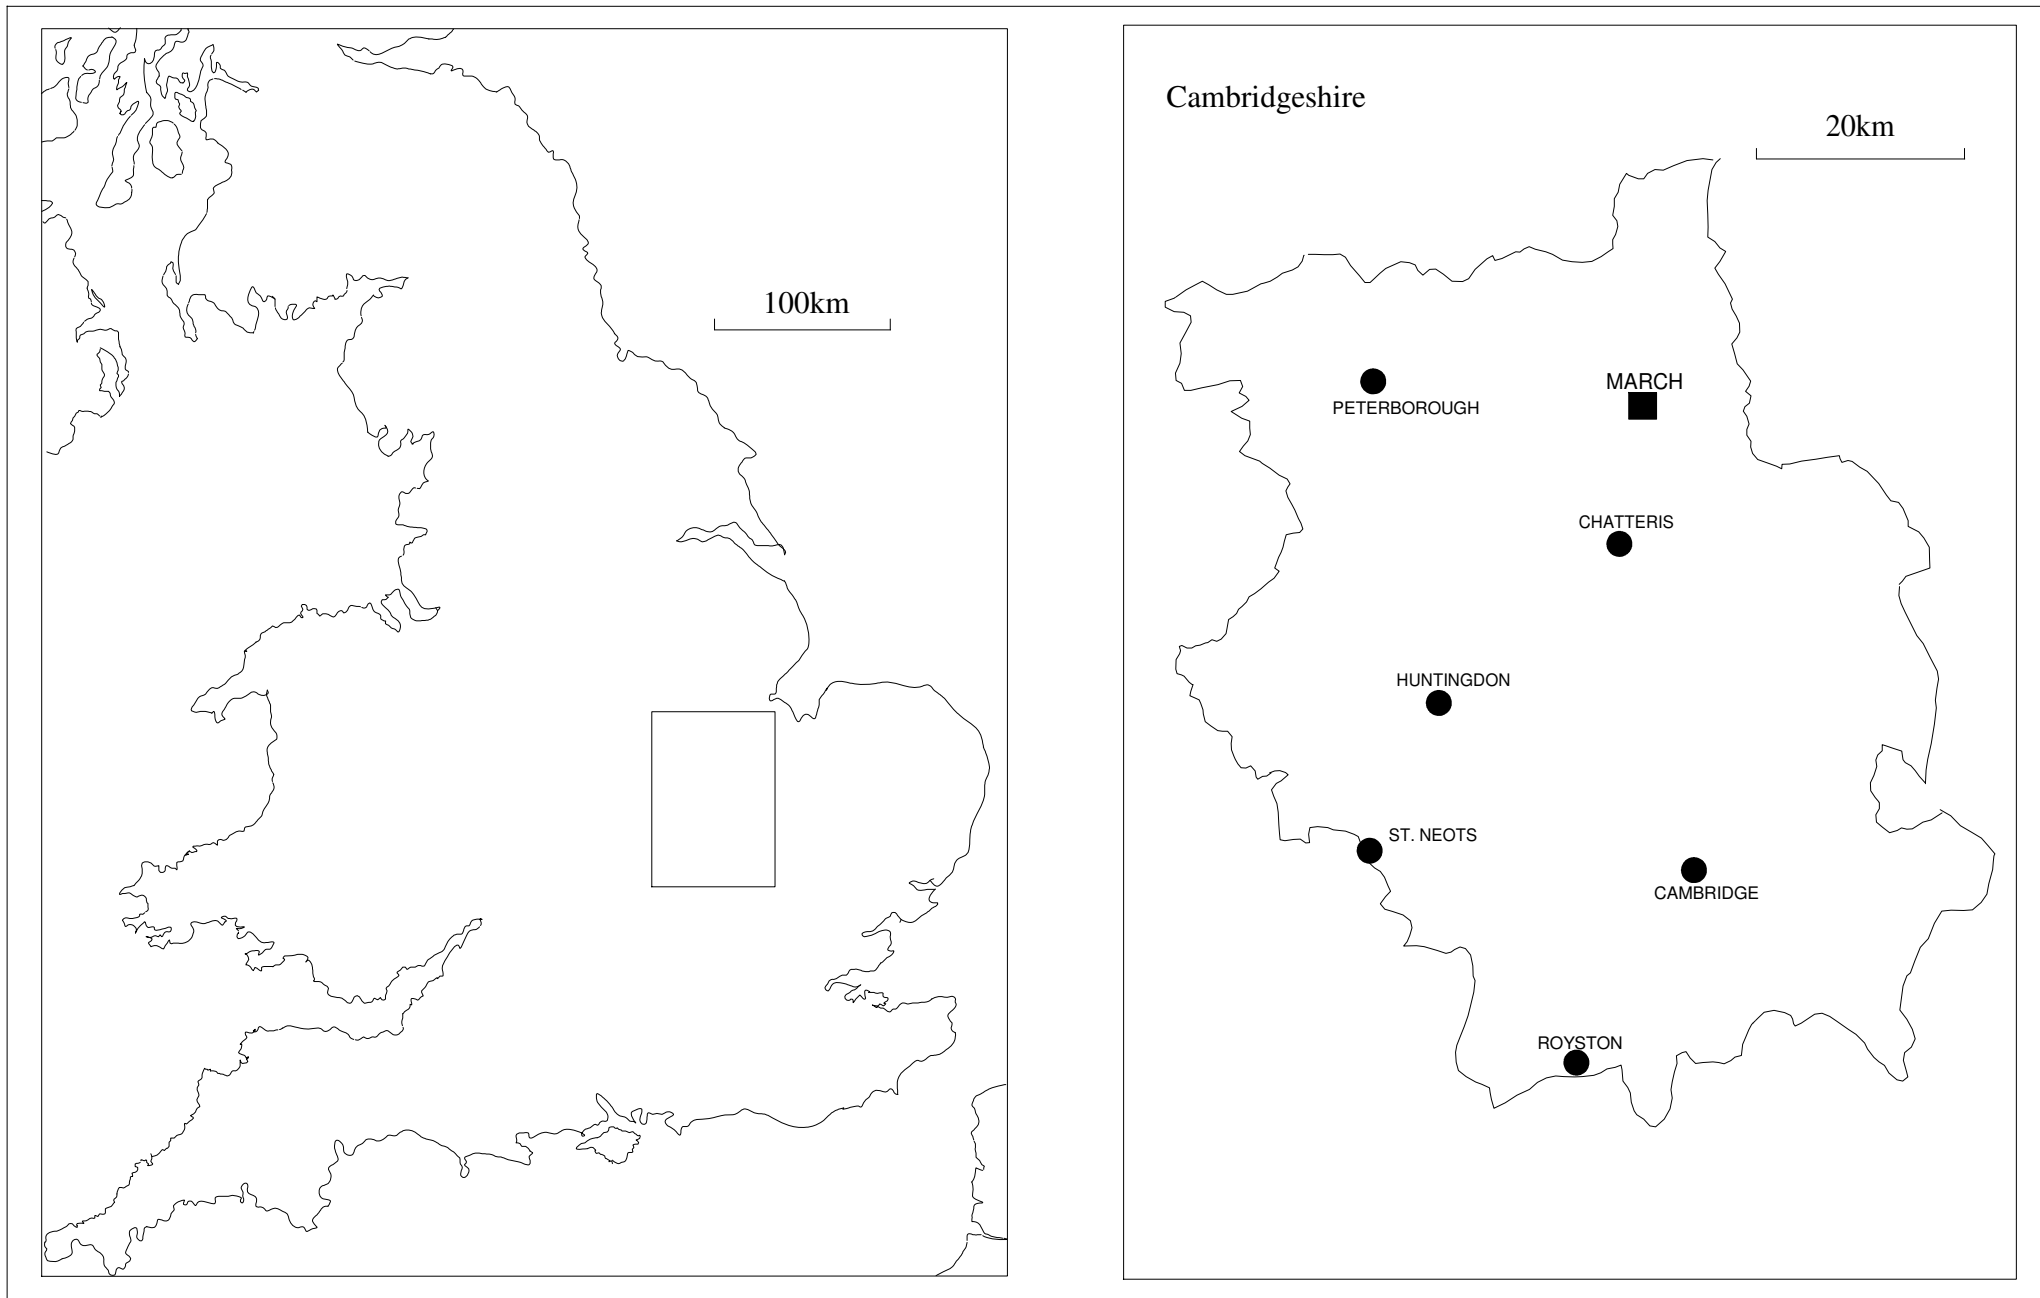 100km
Cambridgeshire
20km
MARCH
PETERBOROUGH
CHATTERIS
HUNTINGDON
ST. NEOTS
CAMBRIDGE
ROYSTON